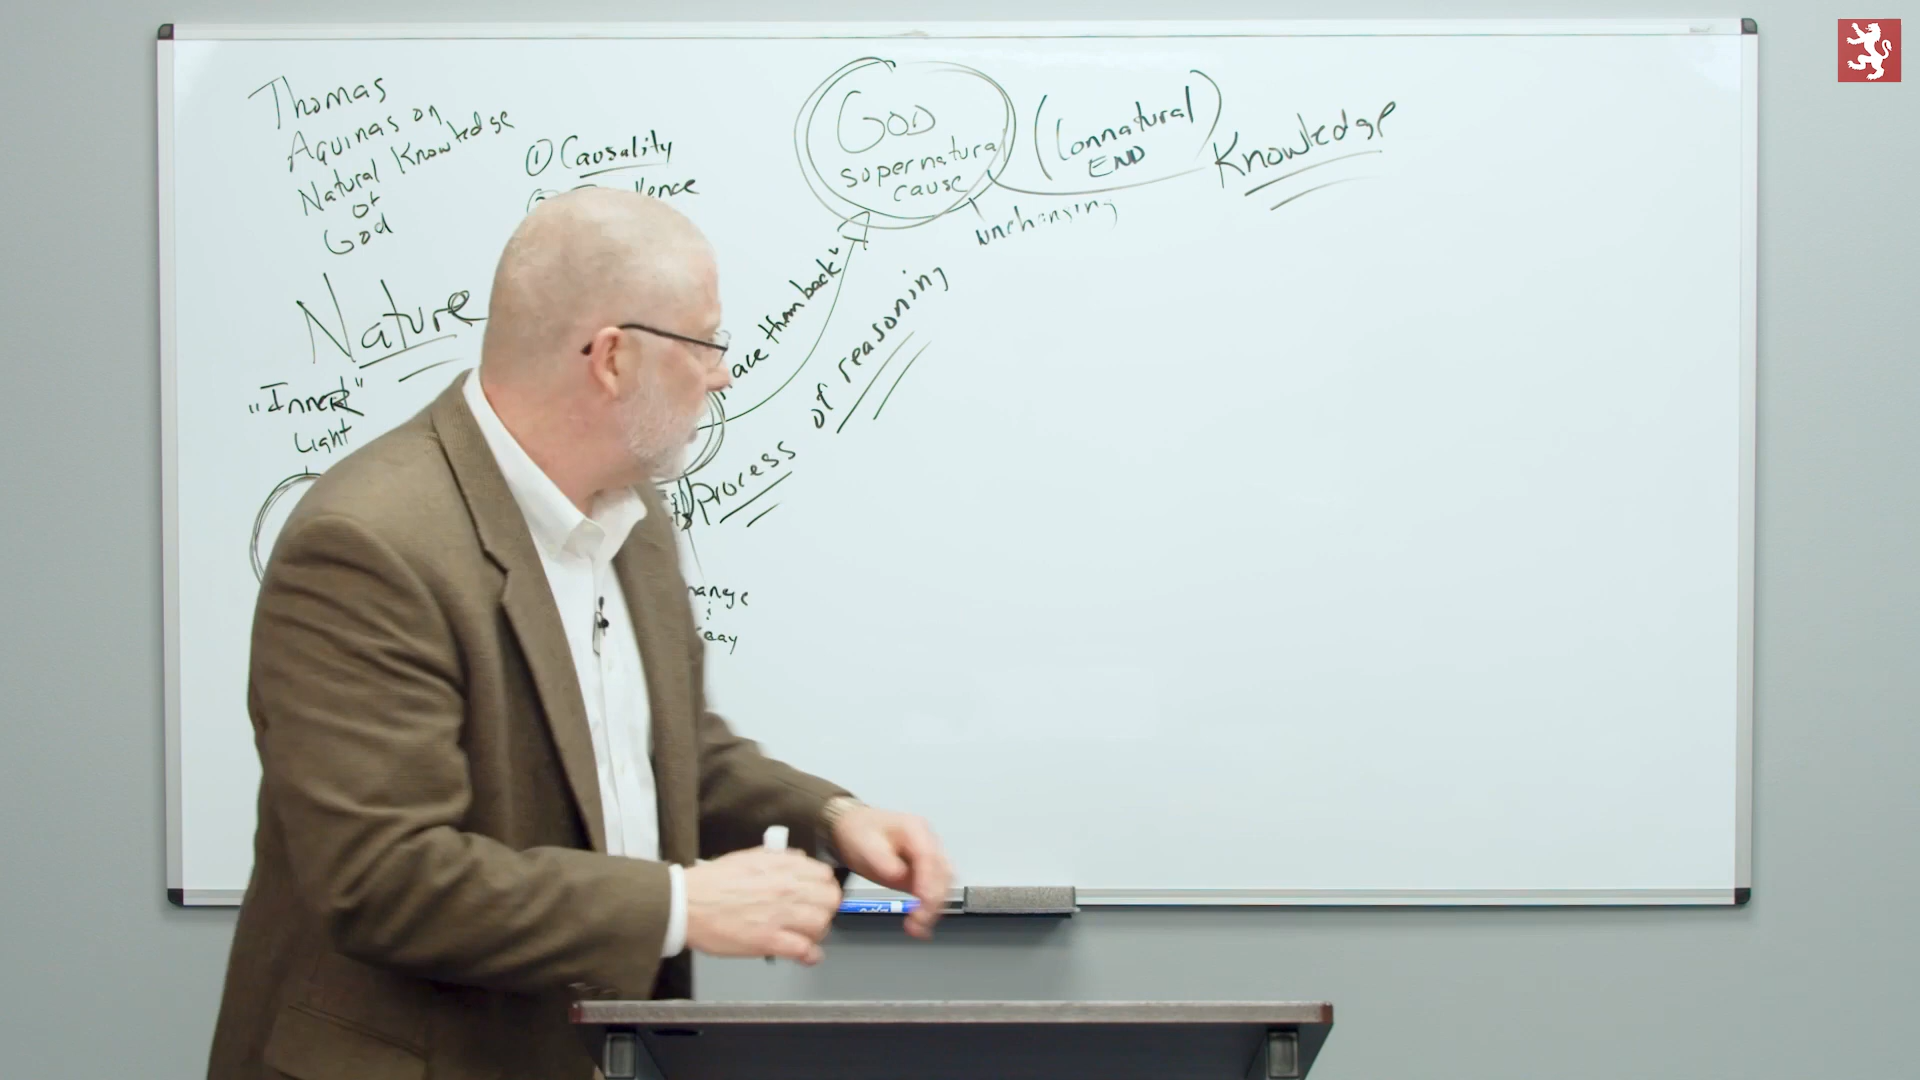 Thomas
Aquinas on
Natural Knowledge
of
God
① Causality
Nature
"Inner"
Light
GOD
supernatural
cause
(Connatural)
END
Knowledge
unchanging
them back"
Process of reasoning